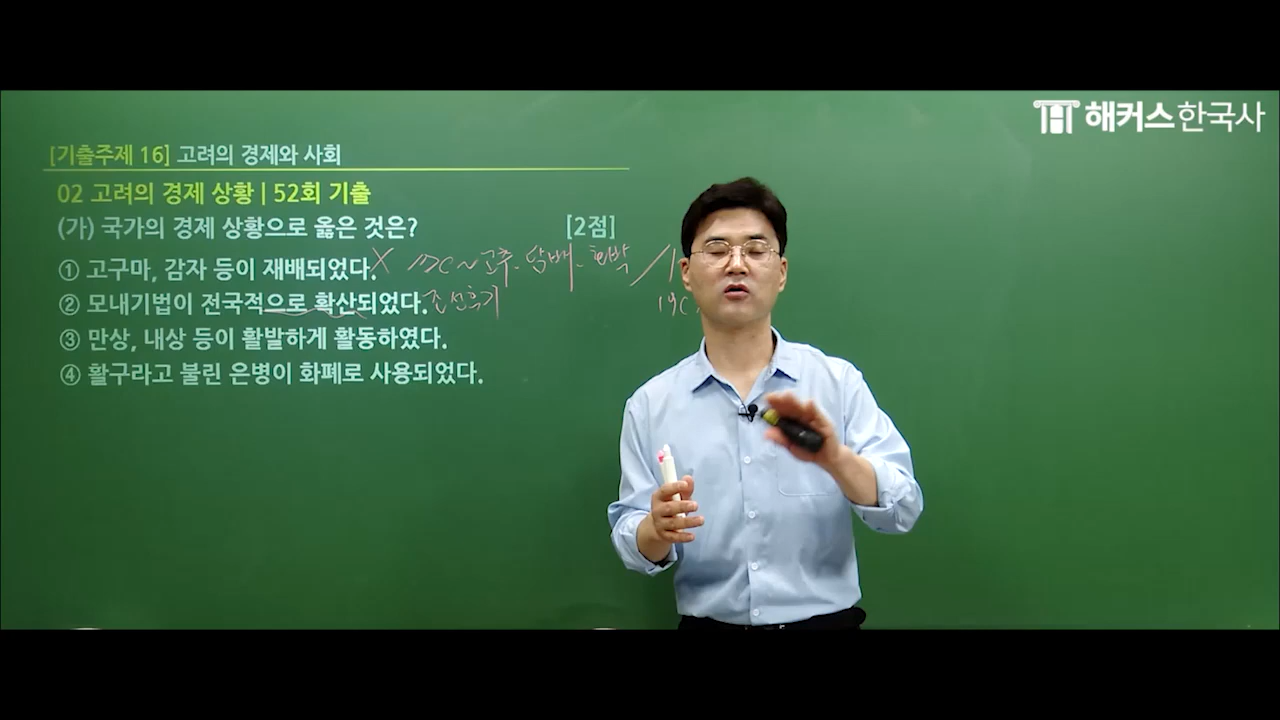 해커스한국사
[기출주제 16] 고려의 경제와 사회
02 고려의 경제 상황 | 52회 기출
(가) 국가의 경제 상황으로 옳은 것은? [2점]
① 고구마, 감자 등이 재배되었다. X 17C~ 고추, 담배, 호박
② 모내기법이 전국적으로 확산되었다. 조선후기 19C
③ 만상, 내상 등이 활발하게 활동하였다.
④ 활구라고 불린 은병이 화폐로 사용되었다.